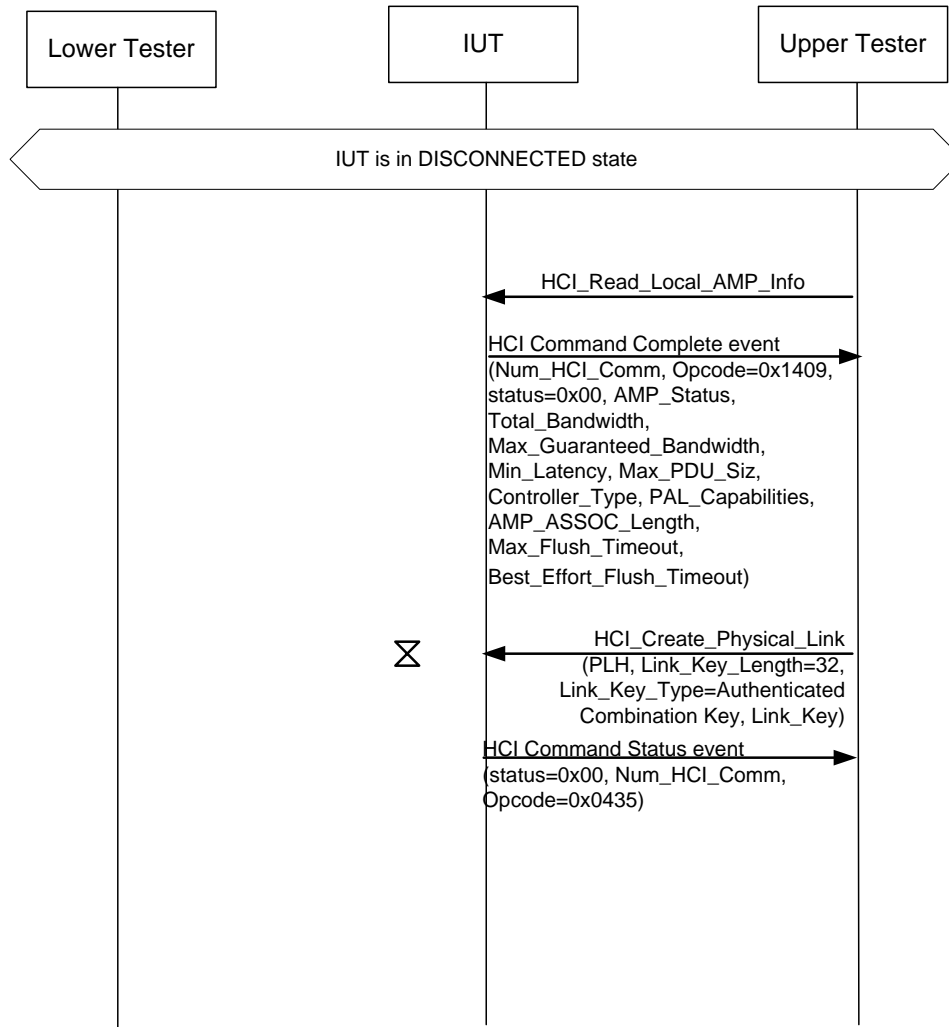 Lower Tester
IUT
Upper Tester
IUT is in DISCONNECTED state
HCI_Read_Local_AMP_Info
HCI Command Complete event
(Num_HCI_Comm, Opcode=0x1409,
status=0x00, AMP_Status,
Total_Bandwidth,
Max_Guaranteed_Bandwidth,
Min_Latency, Max_PDU_Siz,
Controller_Type, PAL_Capabilities,
AMP_ASSOC_Length,
Max_Flush_Timeout,
Best_Effort_Flush_Timeout)
HCI_Create_Physical_Link
(PLH, Link_Key_Length=32,
Link_Key_Type=Authenticated
Combination Key, Link_Key)
HCI Command Status event
(status=0x00, Num_HCI_Comm,
Opcode=0x0435)